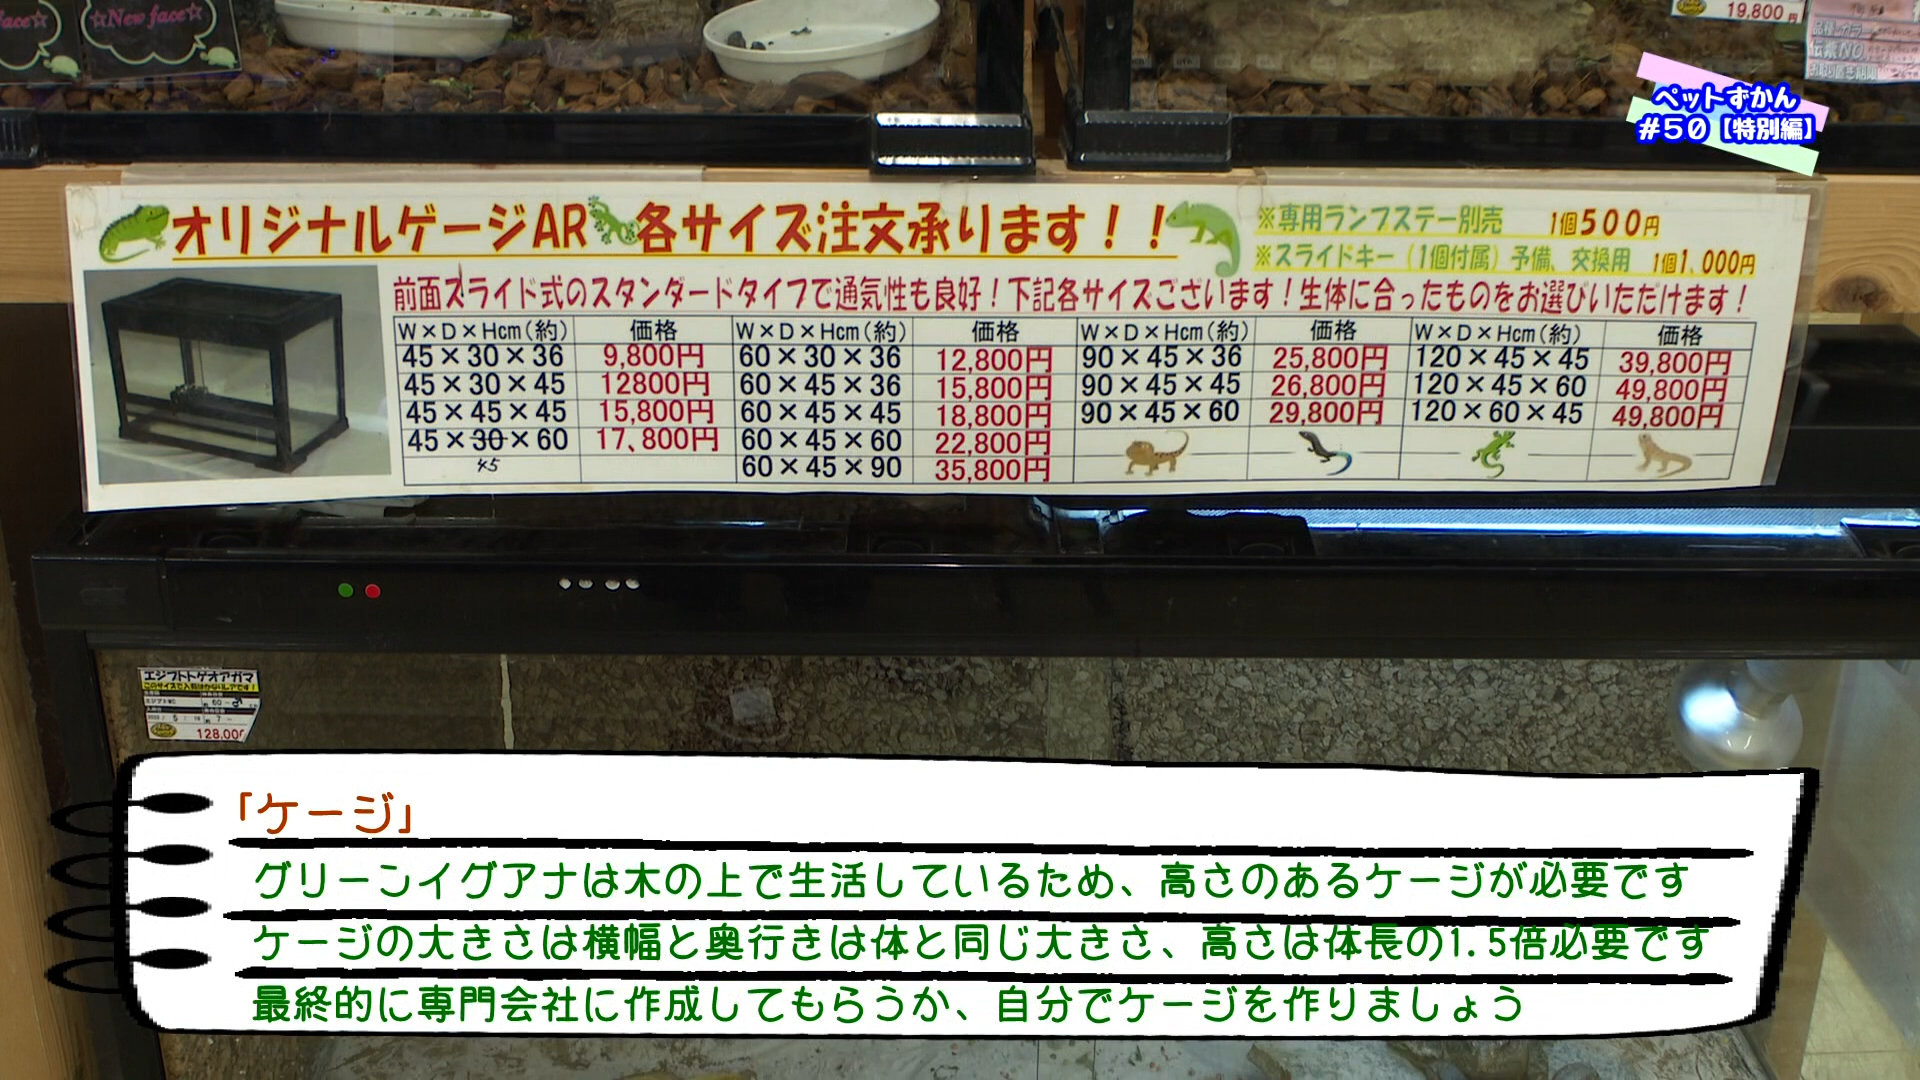 ☆New face☆
19,800円
ペットずかん
#50【特別編】
オリジナルゲージAR 各サイズ注文承ります!!
※専用ランプステー別売 1個500円
※スライドキー(1個付属)予備、交換用 1個1,000円
前面スライド式のスタンダードタイプで通気性も良好!下記各サイズございます!生体に合ったものをお選びいただけます!
W×D×Hcm(約) 価格 W×D×Hcm(約) 価格 W×D×Hcm(約) 価格 W×D×Hcm(約) 価格
45×30×36 9,800円 60×30×36 12,800円 90×45×36 25,800円 120×45×45 39,800円
45×30×45 12800円 60×45×36 15,800円 90×45×45 26,800円 120×45×60 49,800円
45×45×45 15,800円 60×45×45 18,800円 90×45×60 29,800円 120×60×45 49,800円
45×30×60 17,800円 60×45×60 22,800円
45 60×45×90 35,800円
エジプトトゲオアガマ
128,000
「ケージ」
グリーンイグアナは木の上で生活しているため、高さのあるケージが必要です
ケージの大きさは横幅と奥行きは体と同じ大きさ、高さは体長の1.5倍必要です
最終的に専門会社に作成してもらうか、自分でケージを作りましょう